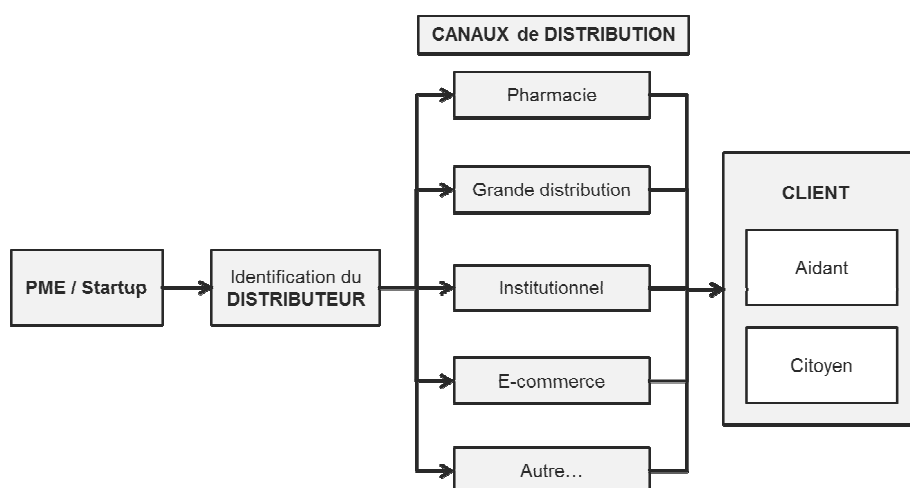 CANAUX de DISTRIBUTION
PME / Startup
Identification du
DISTRIBUTEUR
Pharmacie
Grande distribution
Institutionnel
E-commerce
Autre…
CLIENT
Aidant
Citoyen